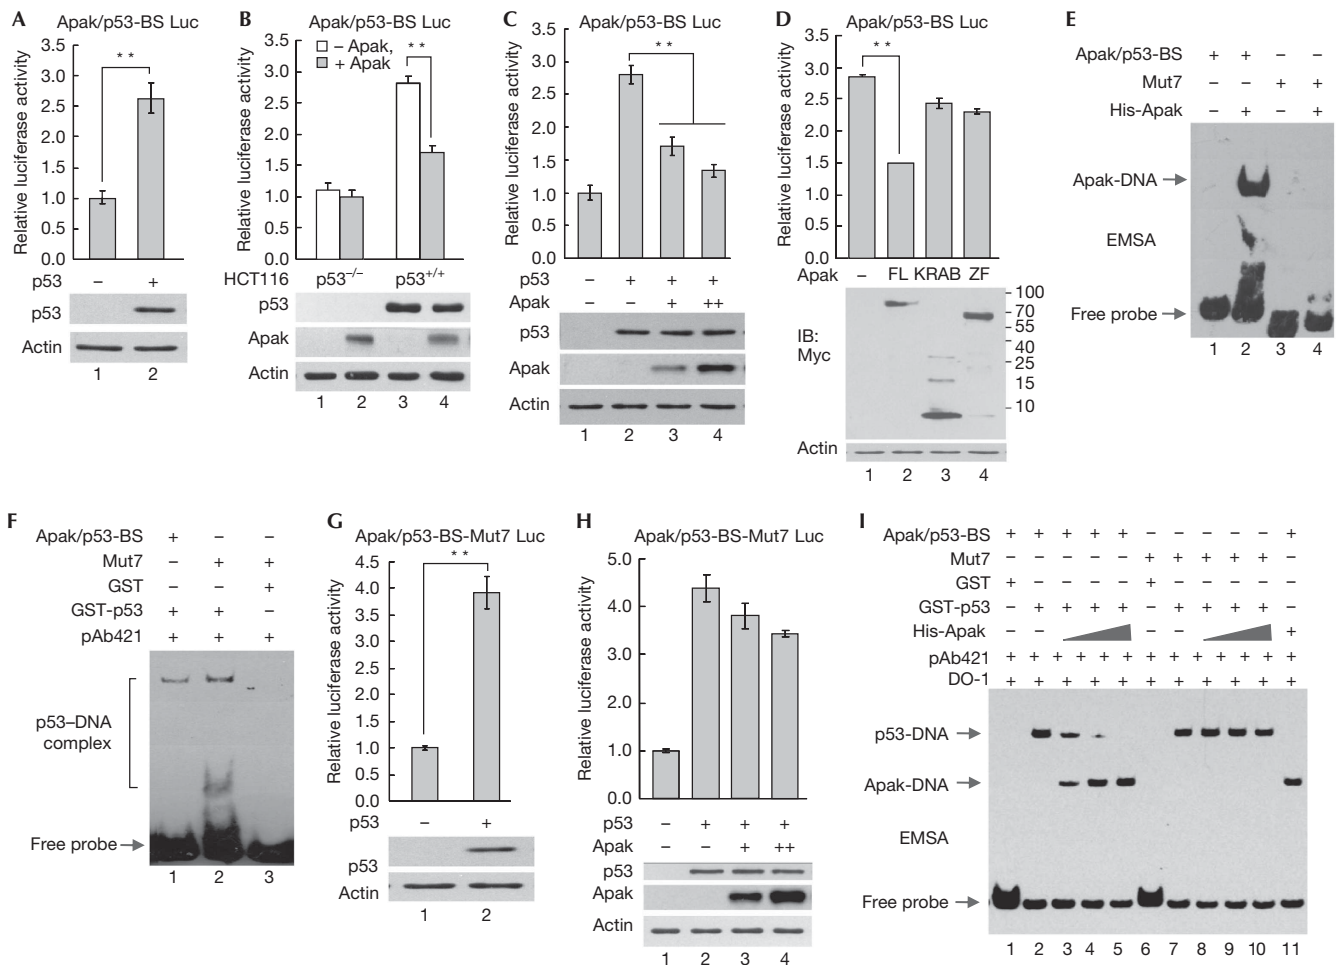 A
Apak/p53-BS Luc
Relative luciferase activity
3.5
3.0
2.5
2.0
1.5
1.0
0.5
0.0
**
p53 – +
p53
Actin
1 2
B
Apak/p53-BS Luc
Relative luciferase activity
3.5
3.0
2.5
2.0
1.5
1.0
0.5
0.0
– Apak,
+ Apak
**
HCT116 p53–/– p53+/+
p53
Apak
Actin
1 2 3 4
C
Apak/p53-BS Luc
Relative luciferase activity
3.5
3.0
2.5
2.0
1.5
1.0
0.5
0.0
**
p53 – + + +
Apak – – + ++
p53
Apak
Actin
1 2 3 4
D
Apak/p53-BS Luc
Relative luciferase activity
3.5
3.0
2.5
2.0
1.5
1.0
0.5
0.0
**
Apak – FL KRAB ZF
IB:
Myc
100
70
55
40
25
15
10
Actin
1 2 3 4
E
Apak/p53-BS + + – –
Mut7 – – + +
His-Apak – + – +
Apak-DNA
EMSA
Free probe
1 2 3 4
F
Apak/p53-BS + – –
Mut7 – + +
GST – – +
GST-p53 + + –
pAb421 + + +
p53–DNA
complex
Free probe
1 2 3
G
Apak/p53-BS-Mut7 Luc
Relative luciferase activity
4.5
4.0
3.5
3.0
2.5
2.0
1.5
1.0
0.5
0.0
**
p53 – +
p53
Actin
1 2
H
Apak/p53-BS-Mut7 Luc
Relative luciferase activity
5.0
4.0
3.0
2.0
1.0
0.0
p53 – + + +
Apak – – + ++
p53
Apak
Actin
1 2 3 4
I
Apak/p53-BS + + + + + – – – – – +
Mut7 – – – – – + + + + + –
GST + – – – – + – – – – –
GST-p53 – + + + + – + + + + –
His-Apak – – – – +
pAb421 + + + + + + + + + + +
DO-1 + + + + + + + + + + +
p53-DNA
Apak-DNA
EMSA
Free probe
1 2 3 4 5 6 7 8 9 10 11